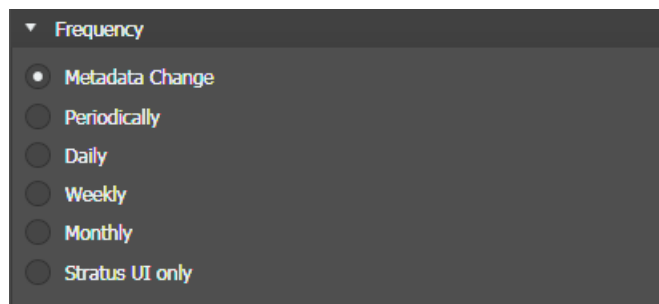 Frequency
Metadata Change
Periodically
Daily
Weekly
Monthly
Stratus UI only